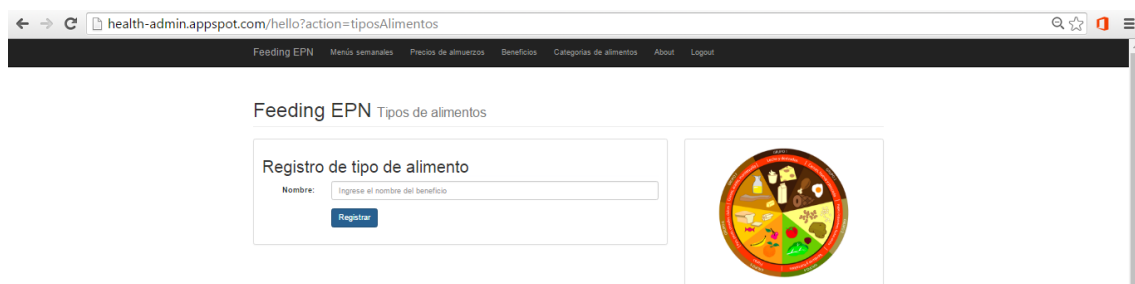 health-admin.appspot.com/hello?action=tiposAlimentos
Feeding EPN Menús semanales Precios de almuerzos Beneficios Categorias de alimentos About Logout
Feeding EPN Tipos de alimentos
Registro de tipo de alimento
Nombre: Ingrese el nombre del beneficio
Registrar